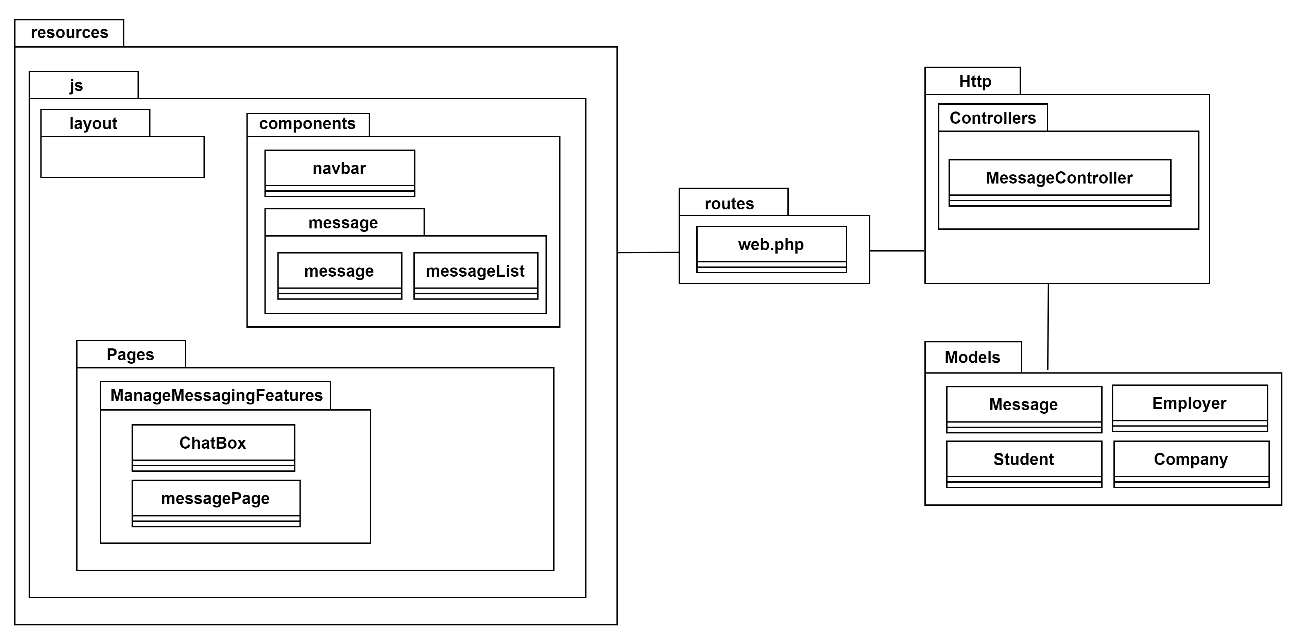 resources
js
layout
components
navbar
message
message
messageList
Pages
ManageMessagingFeatures
ChatBox
messagePage
routes
web.php
Http
Controllers
MessageController
Models
Message
Employer
Student
Company